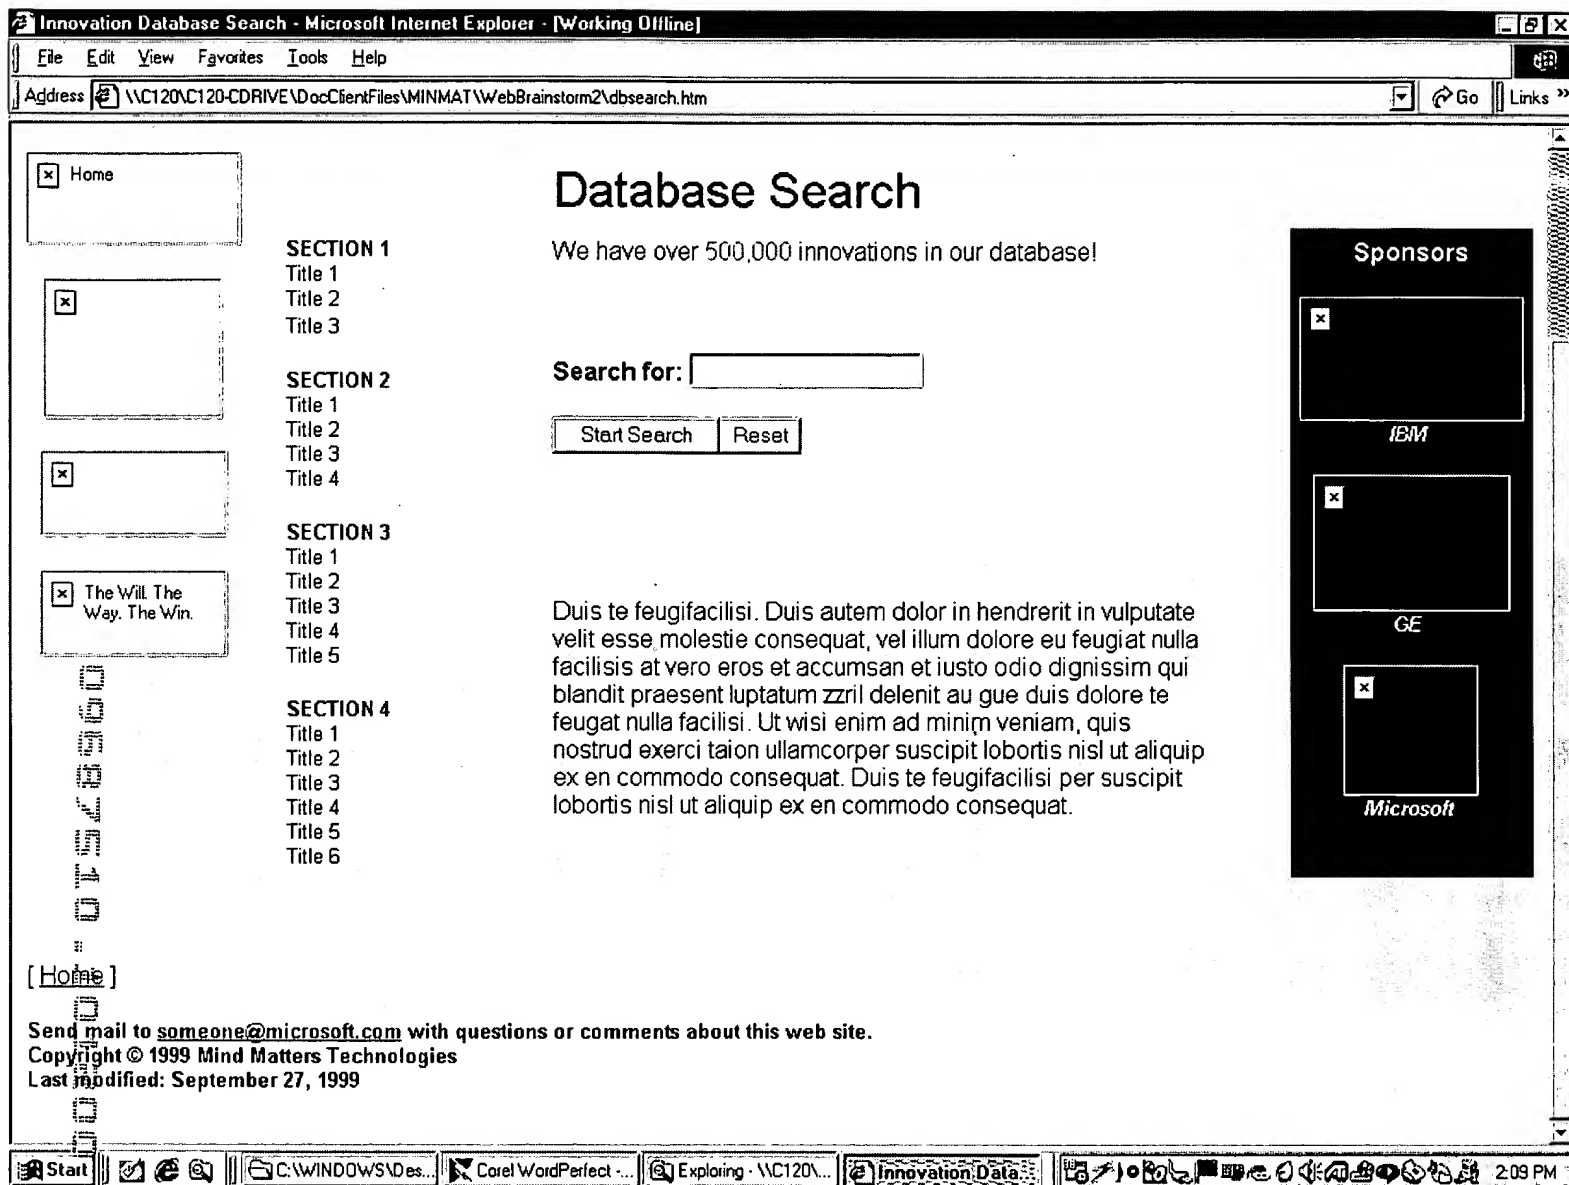 Innovation Database Search - Microsoft Internet Explorer - [Working Offline]
File Edit View Favorites Tools Help
Address \\C120\C120-CDRIVE\DocClientFiles\MINMAT\WebBrainstorm2\dbsearch.htm Go Links »
Home
The Will. The
Way. The Win.
SECTION 1
Title 1
Title 2
Title 3
SECTION 2
Title 1
Title 2
Title 3
Title 4
SECTION 3
Title 1
Title 2
Title 3
Title 4
Title 5
SECTION 4
Title 1
Title 2
Title 3
Title 4
Title 5
Title 6
Database Search
We have over 500,000 innovations in our database!
Search for:
Start Search Reset
Duis te feugifacilisi. Duis autem dolor in hendrerit in vulputate
velit esse molestie consequat, vel illum dolore eu feugiat nulla
facilisis at vero eros et accumsan et iusto odio dignissim qui
blandit praesent luptatum zzril delenit au gue duis dolore te
feugat nulla facilisi. Ut wisi enim ad minim veniam, quis
nostrud exerci taion ullamcorper suscipit lobortis nisl ut aliquip
ex en commodo consequat. Duis te feugifacilisi per suscipit
lobortis nisl ut aliquip ex en commodo consequat.
Sponsors
IBM
GE
Microsoft
[ Home ]
Send mail to someone@microsoft.com with questions or comments about this web site.
Copyright © 1999 Mind Matters Technologies
Last modified: September 27, 1999
Start C:\WINDOWS\Des... Corel WordPerfect -... Exploring - \\C120\... Innovation Data... 2:09 PM